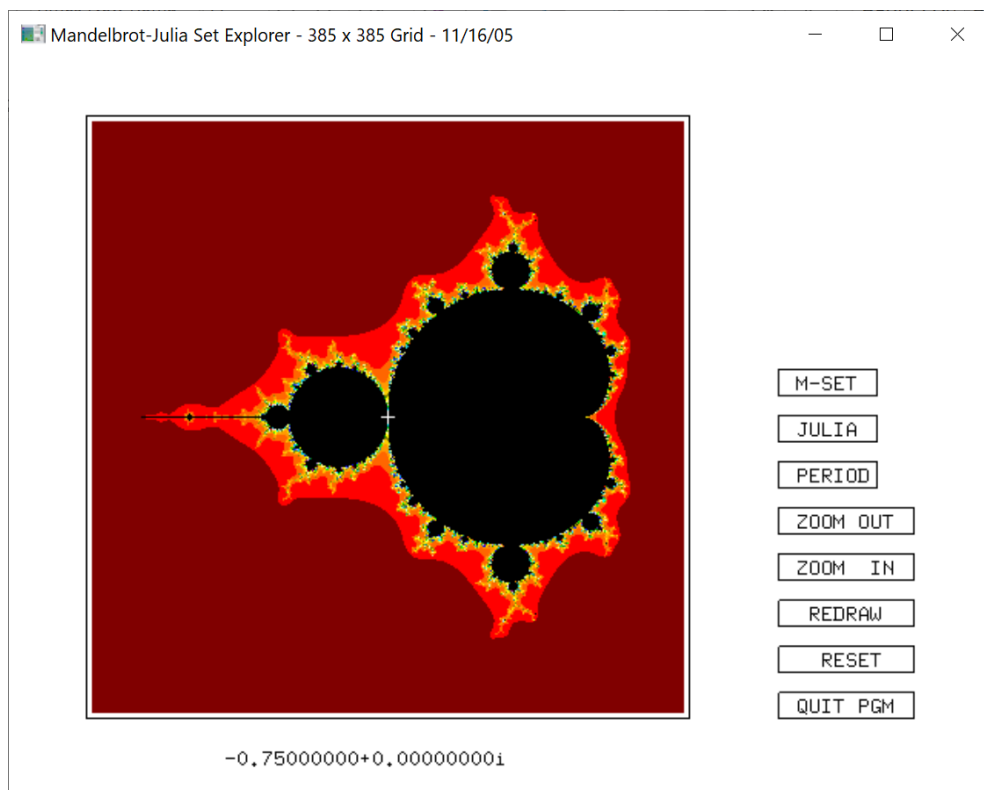 Mandelbrot-Julia Set Explorer - 385 x 385 Grid - 11/16/05
M-SET
JULIA
PERIOD
ZOOM OUT
ZOOM  IN
REDRAW
RESET
QUIT PGM
-0.75000000+0.00000000i